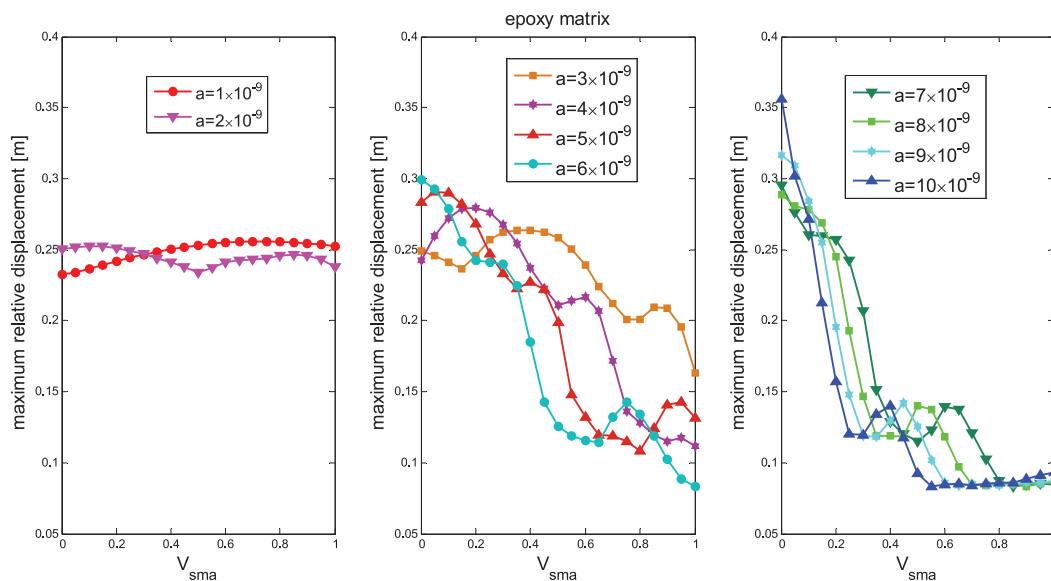 epoxy matrix
0.4
0.35
0.3
0.25
0.2
0.15
0.1
0.05
0
0.2
0.4
0.6
0.8
1
maximum relative displacement [m]
V_sma
a=1×10^-9
a=2×10^-9
0.4
0.35
0.3
0.25
0.2
0.15
0.1
0.05
0
0.2
0.4
0.6
0.8
1
maximum relative displacement [m]
V_sma
a=3×10^-9
a=4×10^-9
a=5×10^-9
a=6×10^-9
0.4
0.35
0.3
0.25
0.2
0.15
0.1
0.05
0
0.2
0.4
0.6
0.8
maximum relative displacement [m]
V_sma
a=7×10^-9
a=8×10^-9
a=9×10^-9
a=10×10^-9